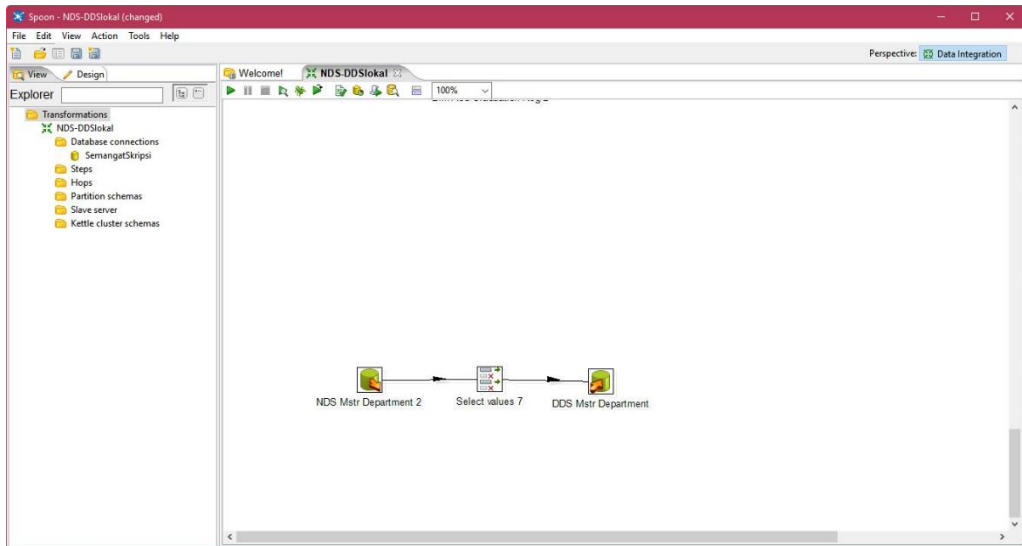 Spoon - NDS-DDSlokal (changed)
File Edit View Action Tools Help
Perspective: Data Integration
View Design
Welcome! NDS-DDSlokal
Explorer
100%
Transformations
NDS-DDSlokal
Database connections
SemangatSkripsi
Steps
Hops
Partition schemas
Slave server
Kettle cluster schemas
NDS Mstr Department 2
Select values 7
DDS Mstr Department